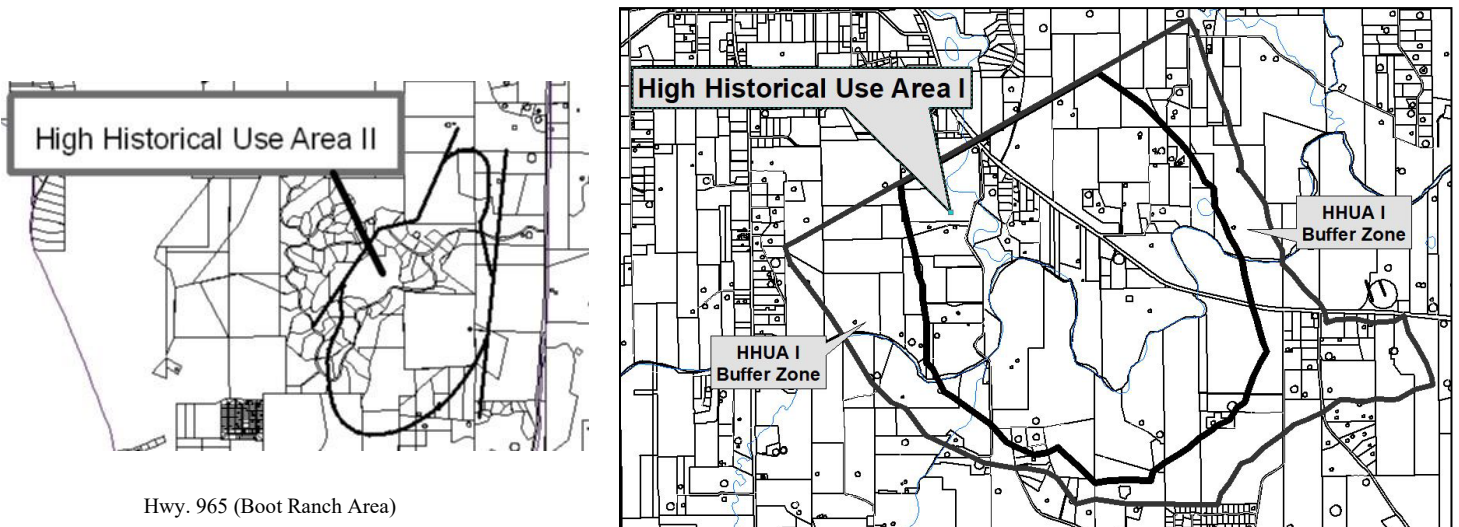 High Historical Use Area II
Hwy. 965 (Boot Ranch Area)
High Historical Use Area I
HHUA I
Buffer Zone
HHUA I
Buffer Zone